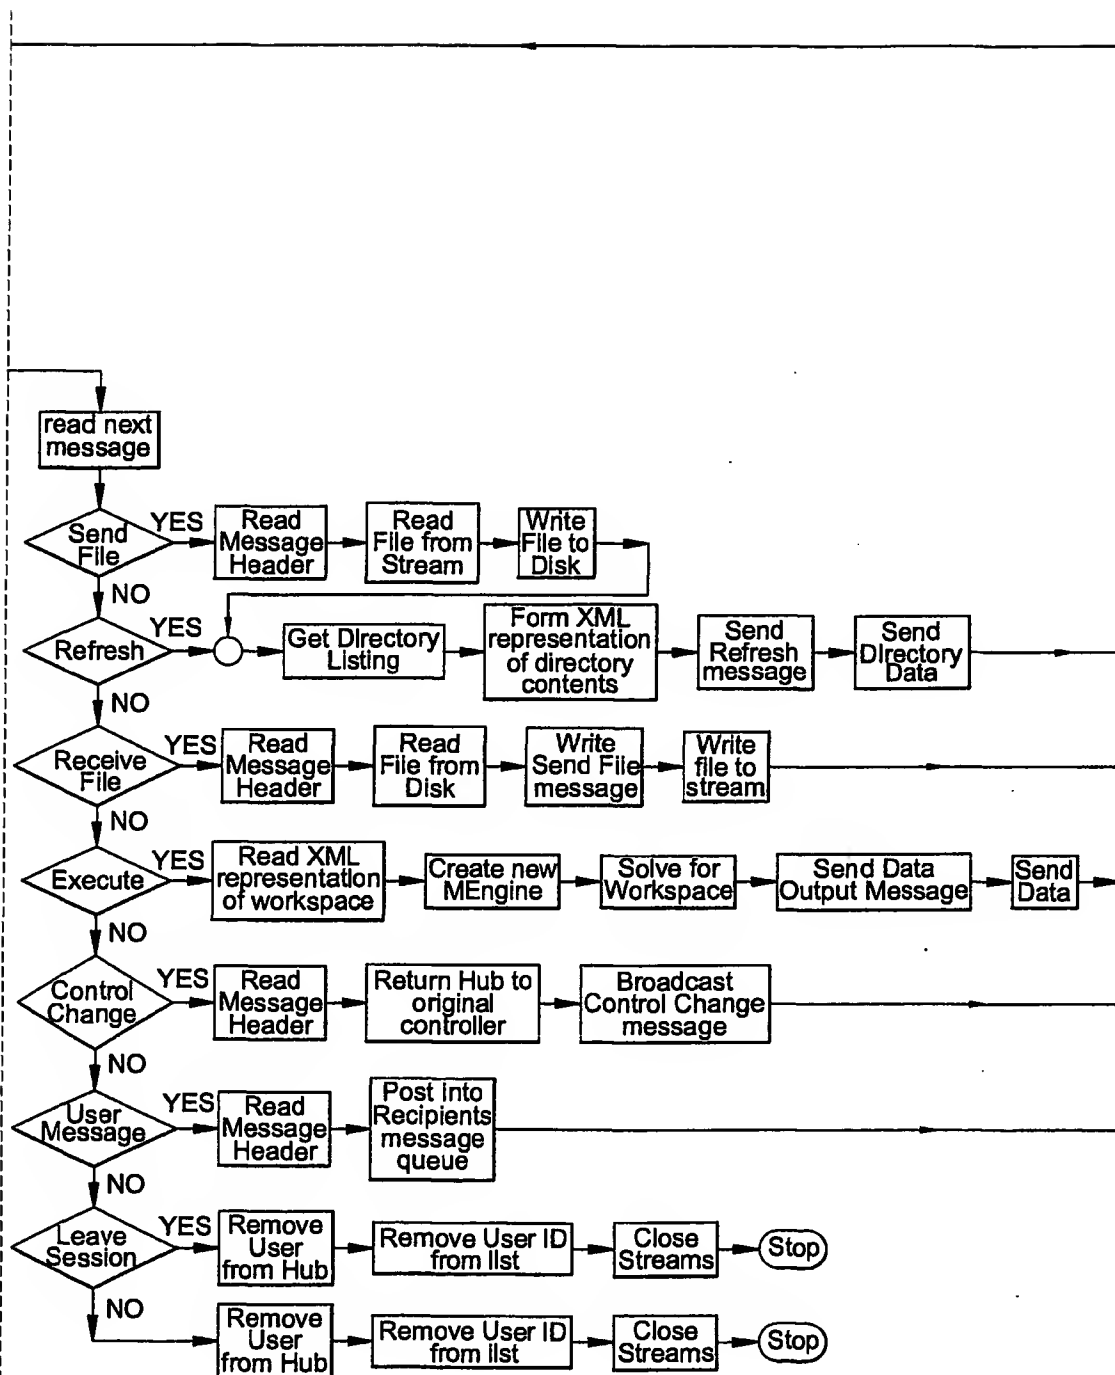 read next
message
Send
File
YES
Read
Message
Header
Read
File from
Stream
Write
File to
Disk
NO
Refresh
YES
Get Directory
Listing
Form XML
representation
of directory
contents
Send
Refresh
message
Send
Directory
Data
NO
Receive
File
YES
Read
Message
Header
Read
File from
Disk
Write
Send File
message
Write
file to
stream
NO
Execute
YES
Read XML
representation
of workspace
Create new
MEngine
Solve for
Workspace
Send Data
Output Message
Send
Data
NO
Control
Change
YES
Read
Message
Header
Return Hub to
original
controller
Broadcast
Control Change
message
NO
User
Message
YES
Read
Message
Header
Post into
Recipients
message
queue
NO
Leave
Session
YES
Remove
User
from Hub
Remove User ID
from list
Close
Streams
Stop
NO
Remove
User
from Hub
Remove User ID
from list
Close
Streams
Stop